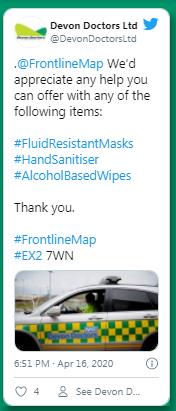 Devon Doctors Ltd
@DevonDoctorsLtd
.@FrontlineMap We'd
appreciate any help you
can offer with any of the
following items:
#FluidResistantMasks
#HandSanitiser
#AlcoholBasedWipes
Thank you.
#FrontlineMap
#EX2 7WN
6:51 PM · Apr 16, 2020
4
See Devon D...